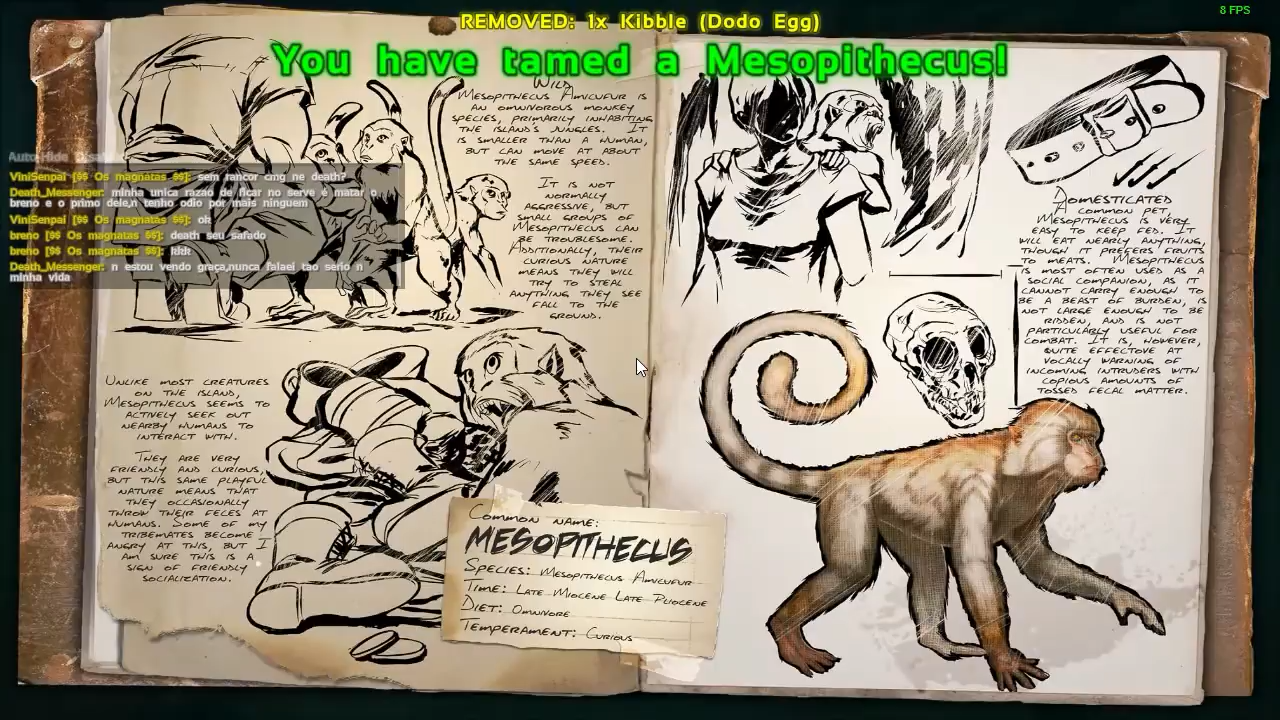 8 FPS
REMOVED: 1x Kibble (Dodo Egg)
You have tamed a Mesopithecus!
Wild
Mesopithecus Amicufur is
an omnivorous monkey
species, primarily inhabiting
the island's jungles. It
is smaller than a human,
but can move at about
the same speed.
It is not
normally
aggressive, but
small groups of
Mesopithecus can
be troublesome.
Additionally, their
curious nature
means they will
try to steal
anything they see
fall to the
ground.
Auto Hide
ViniSenpai [$$ Os magnatas $$]: sem rancor cmg ne death?
Death_Messenger: minha unica razao de ficar no serve é matar o
breno e o primo dele,n tenho odio por mais ninguem
ViniSenpai [$$ Os magnatas $$]: ok
breno [$$ Os magnatas $$]: death seu safado
breno [$$ Os magnatas $$]: kkk
Death_Messenger: n estou vendo graça,nunca falaei tao serio n
minha vida
Unlike most creatures
on the island,
Mesopithecus seems to
actively seek out
nearby humans to
interact with.
They are very
friendly and curious,
but this same playful
nature means that
they occasionally
throw their feces at
humans. Some of my
tribemates become
angry at this, but I
am sure this is a
sign of friendly
socialization.
Common name:
MESOPITHECUS
Species: Mesopithecus Amicufur
Time: Late Miocene Late Pliocene
Diet: Omnivore
Temperament: Curious
Domesticated
A common pet,
Mesopithecus is very
easy to keep fed. It
will eat nearly anything,
though it prefers fruits
to meats. Mesopithecus
is most often used as a
social companion, as it
cannot carry enough to
be a beast of burden, is
not large enough to be
ridden, and is not
particularly useful for
combat. It is, however,
quite effectove at
vocally warning of
incoming intruders with
copious amounts of
tossed fecal matter.